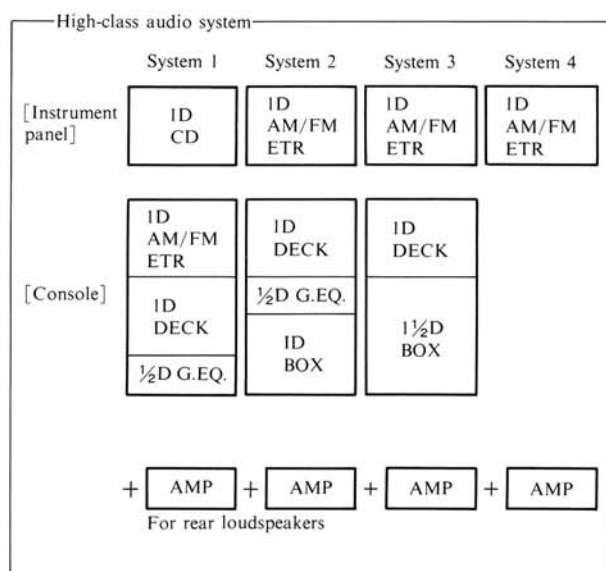 High-class audio system
System 1 System 2 System 3 System 4
[Instrument panel]
1D
CD
1D
AM/FM
ETR
1D
AM/FM
ETR
1D
AM/FM
ETR
[Console]
1D
AM/FM
ETR
1D
DECK
½D G.EQ.
1D
DECK
½D G.EQ.
1D
BOX
1D
DECK
1½D
BOX
+ AMP + AMP + AMP + AMP
For rear loudspeakers